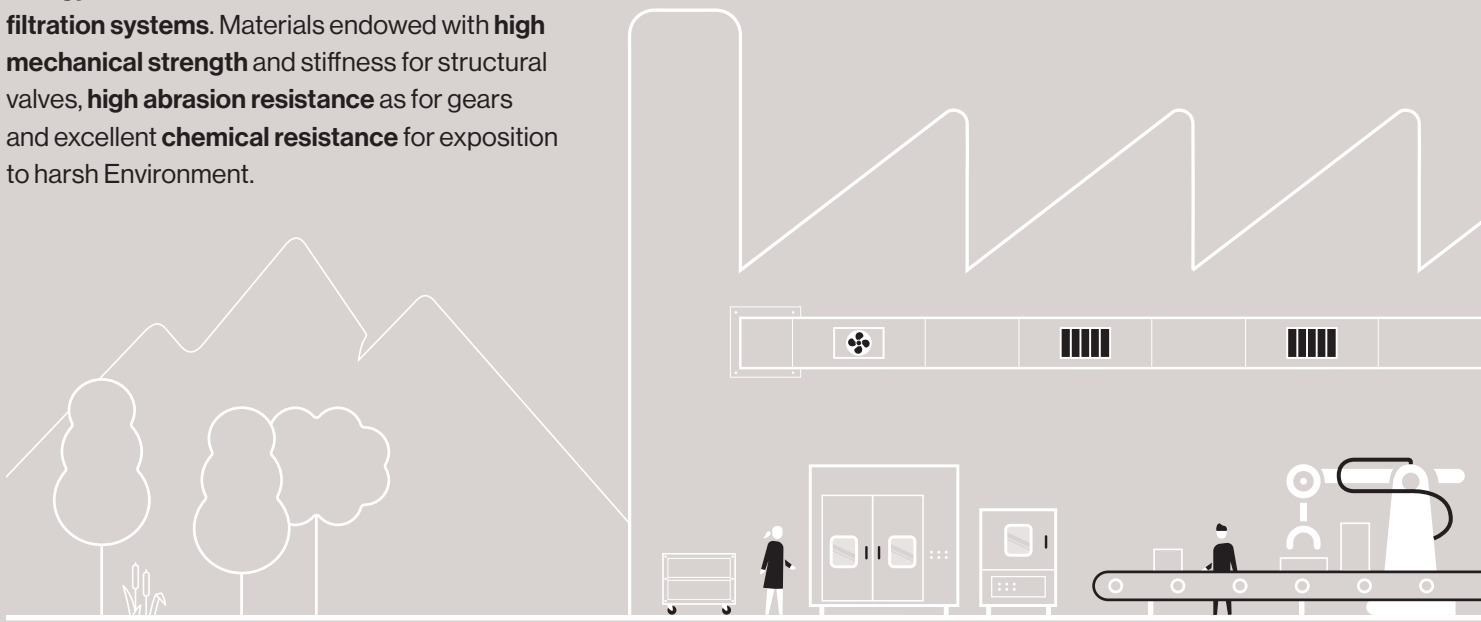 filtration systems. Materials endowed with high
mechanical strength and stiffness for structural
valves, high abrasion resistance as for gears
and excellent chemical resistance for exposition
to harsh Environment.